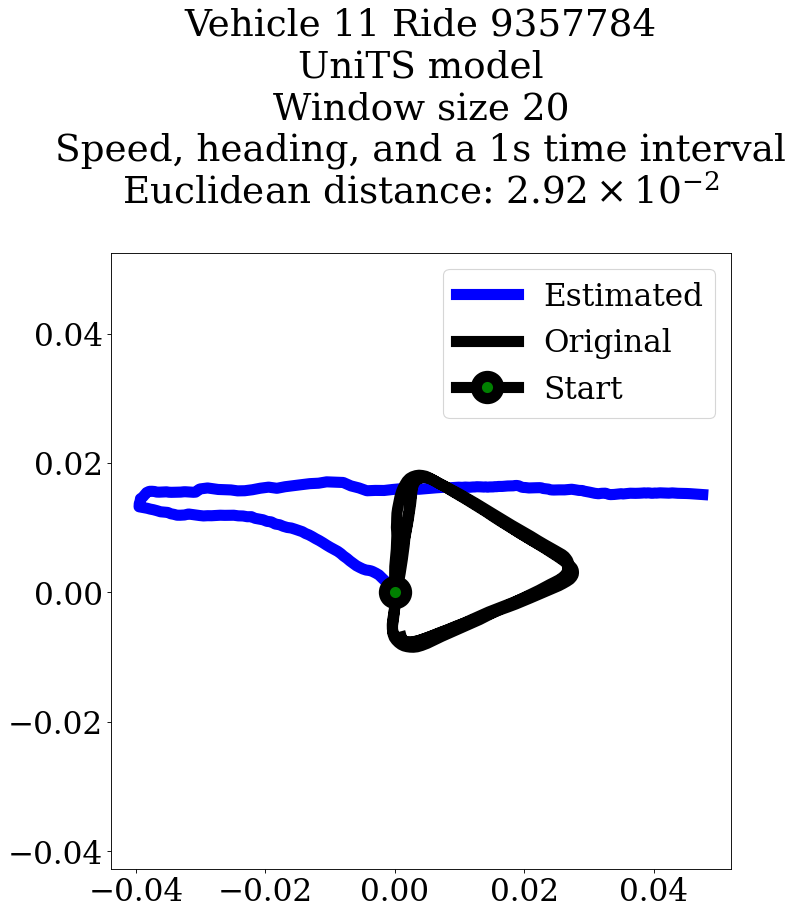 Vehicle 11 Ride 9357784
UniTS model
Window size 20
Speed, heading, and a 1s time interval
Euclidean distance: 2.92 × 10⁻²
Estimated
Original
Start
0.04
0.02
0.00
−0.02
−0.04
−0.04 −0.02 0.00 0.02 0.04